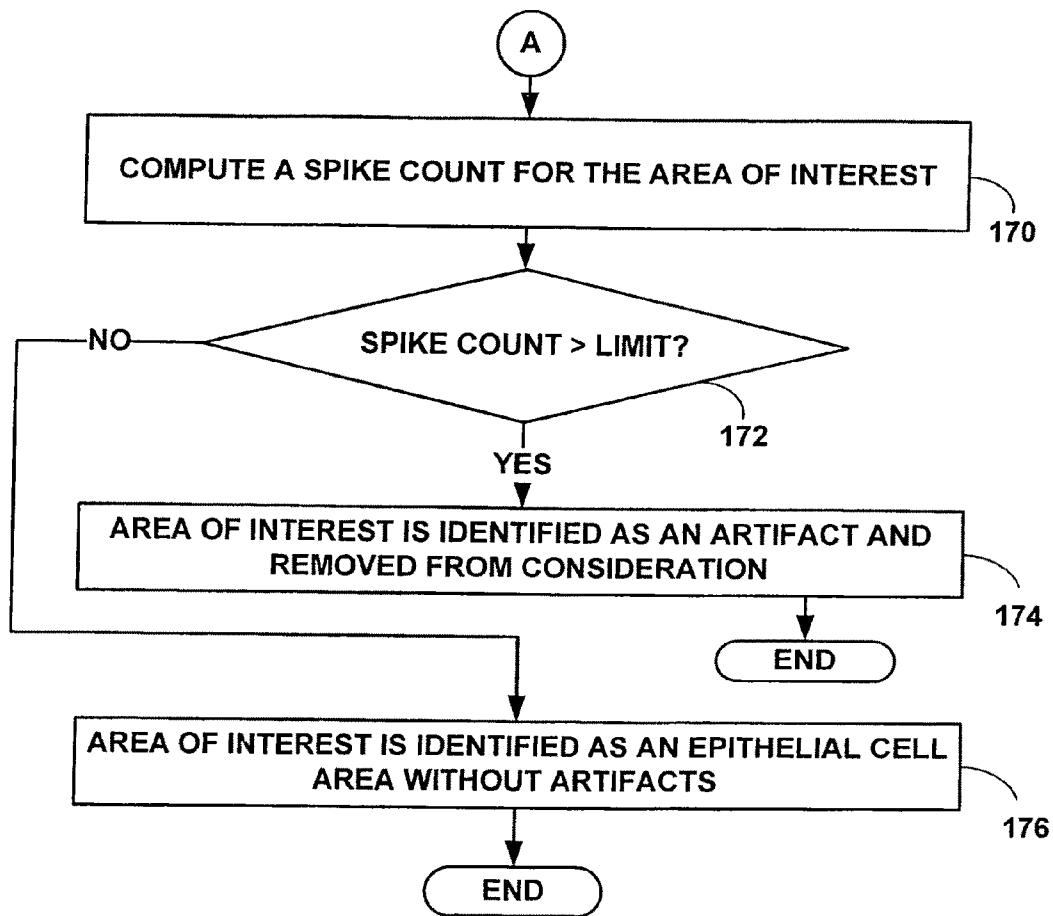 A
COMPUTE A SPIKE COUNT FOR THE AREA OF INTEREST
170
SPIKE COUNT > LIMIT?
NO
172
YES
AREA OF INTEREST IS IDENTIFIED AS AN ARTIFACT AND
REMOVED FROM CONSIDERATION
174
END
AREA OF INTEREST IS IDENTIFIED AS AN EPITHELIAL CELL
AREA WITHOUT ARTIFACTS
176
END